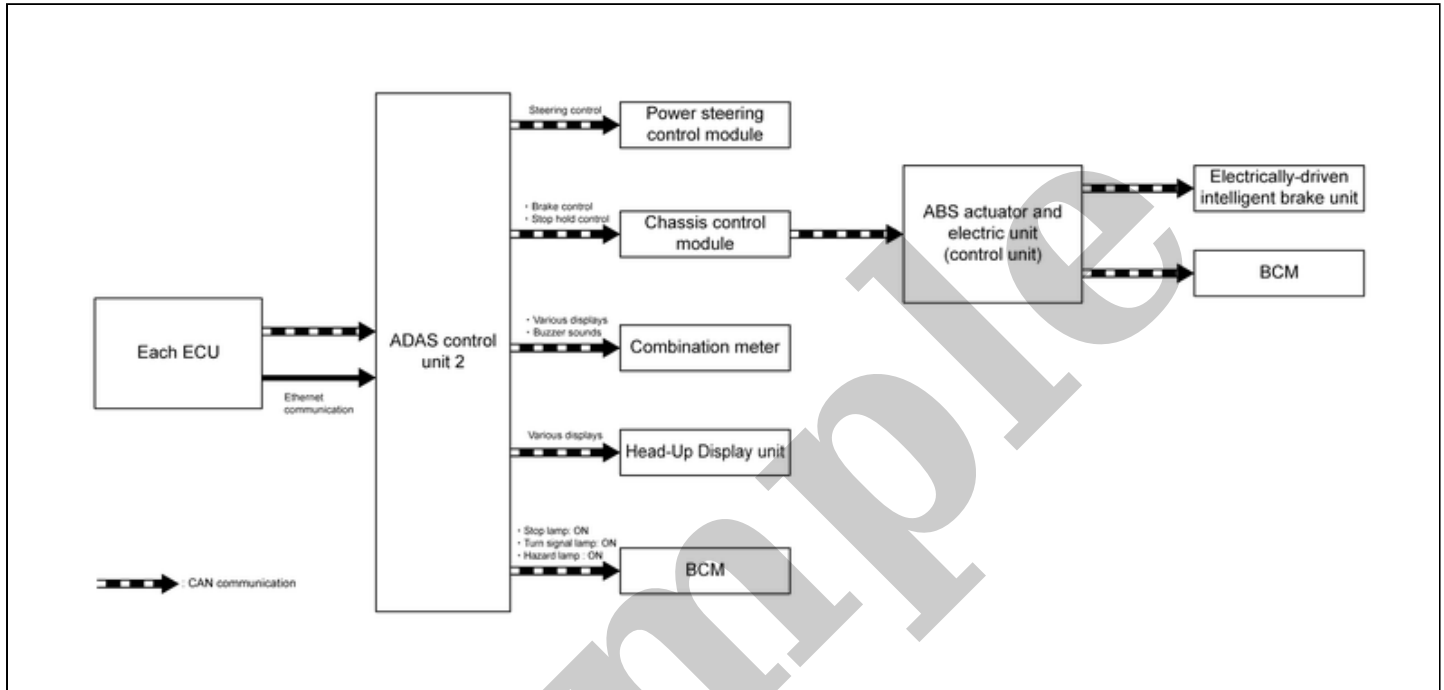 Steering control
Power steering
control module
・Brake control
・Stop hold control
Chassis control
module
ABS actuator and
electric unit
(control unit)
Electrically-driven
intelligent brake unit
BCM
Each ECU
Ethernet
communication
ADAS control
unit 2
・Various displays
・Buzzer sounds
Combination meter
Various displays
Head-Up Display unit
・Stop lamp: ON
・Turn signal lamp: ON
・Hazard lamp : ON
BCM
: CAN communication
mple